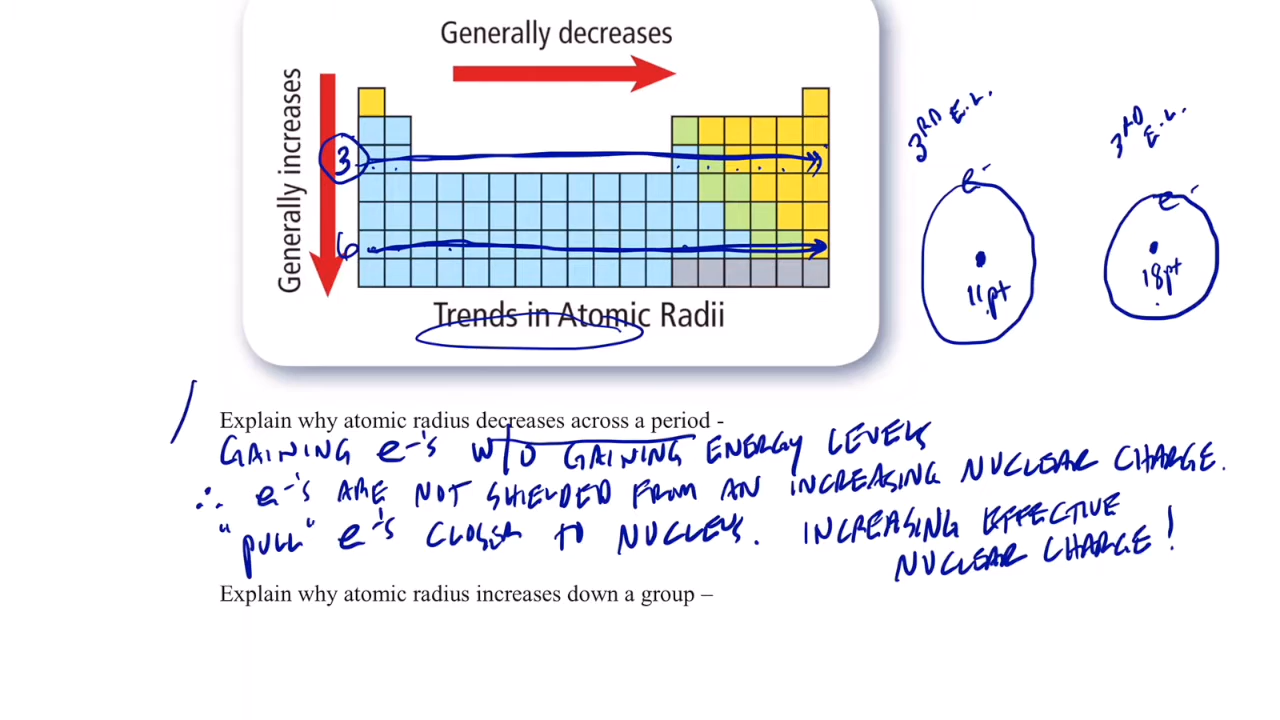 Generally decreases
Generally increases
3
6
Trends in Atomic Radii
3RD E.L.
e-
11pt
3RD E.L.
e-
18pt
Explain why atomic radius decreases across a period -
GAINING e-'s W/O GAINING ENERGY LEVELS
∴ e-'s ARE NOT SHIELDED FROM AN INCREASING NUCLEAR CHARGE.
"PULL" e-'s CLOSER TO NUCLEUS. INCREASING EFFECTIVE
NUCLEAR CHARGE!
Explain why atomic radius increases down a group –